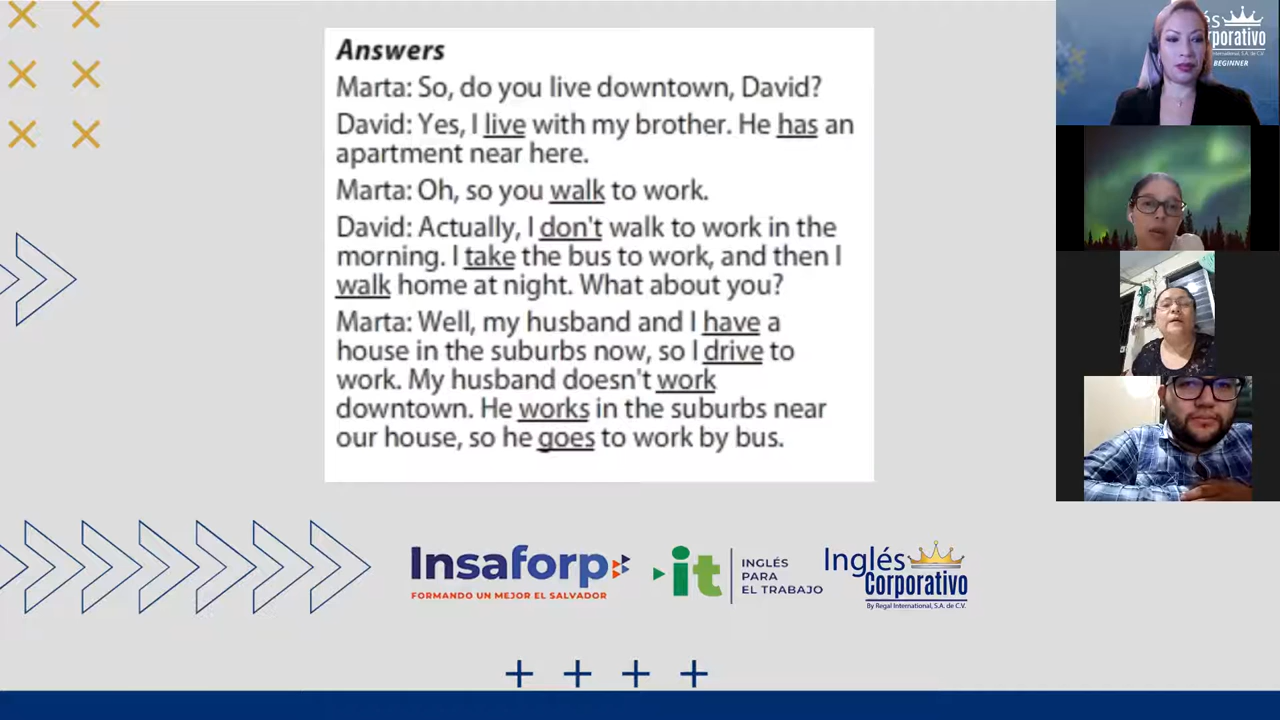 Answers
Marta: So, do you live downtown, David?
David: Yes, I live with my brother. He has an
apartment near here.
Marta: Oh, so you walk to work.
David: Actually, I don't walk to work in the
morning. I take the bus to work, and then I
walk home at night. What about you?
Marta: Well, my husband and I have a
house in the suburbs now, so I drive to
work. My husband doesn't work
downtown. He works in the suburbs near
our house, so he goes to work by bus.
Insaforp
FORMANDO UN MEJOR EL SALVADOR
it
INGLÉS
PARA
EL TRABAJO
Inglés
Corporativo
By Regal International, S.A. de C.V.
BEGINNER